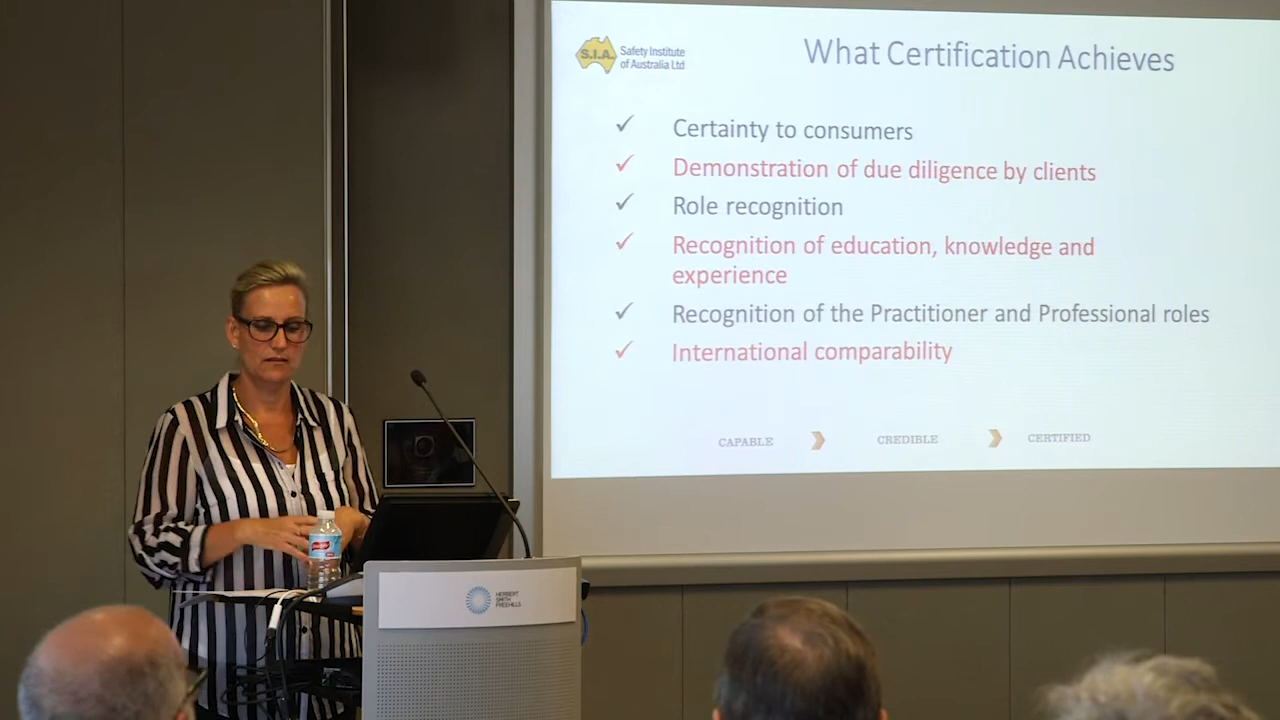 S.I.A.
Safety Institute
of Australia Ltd
What Certification Achieves
Certainty to consumers
Demonstration of due diligence by clients
Role recognition
Recognition of education, knowledge and
experience
Recognition of the Practitioner and Professional roles
International comparability
CAPABLE
CREDIBLE
CERTIFIED
HERBERT
SMITH
FREEHILLS